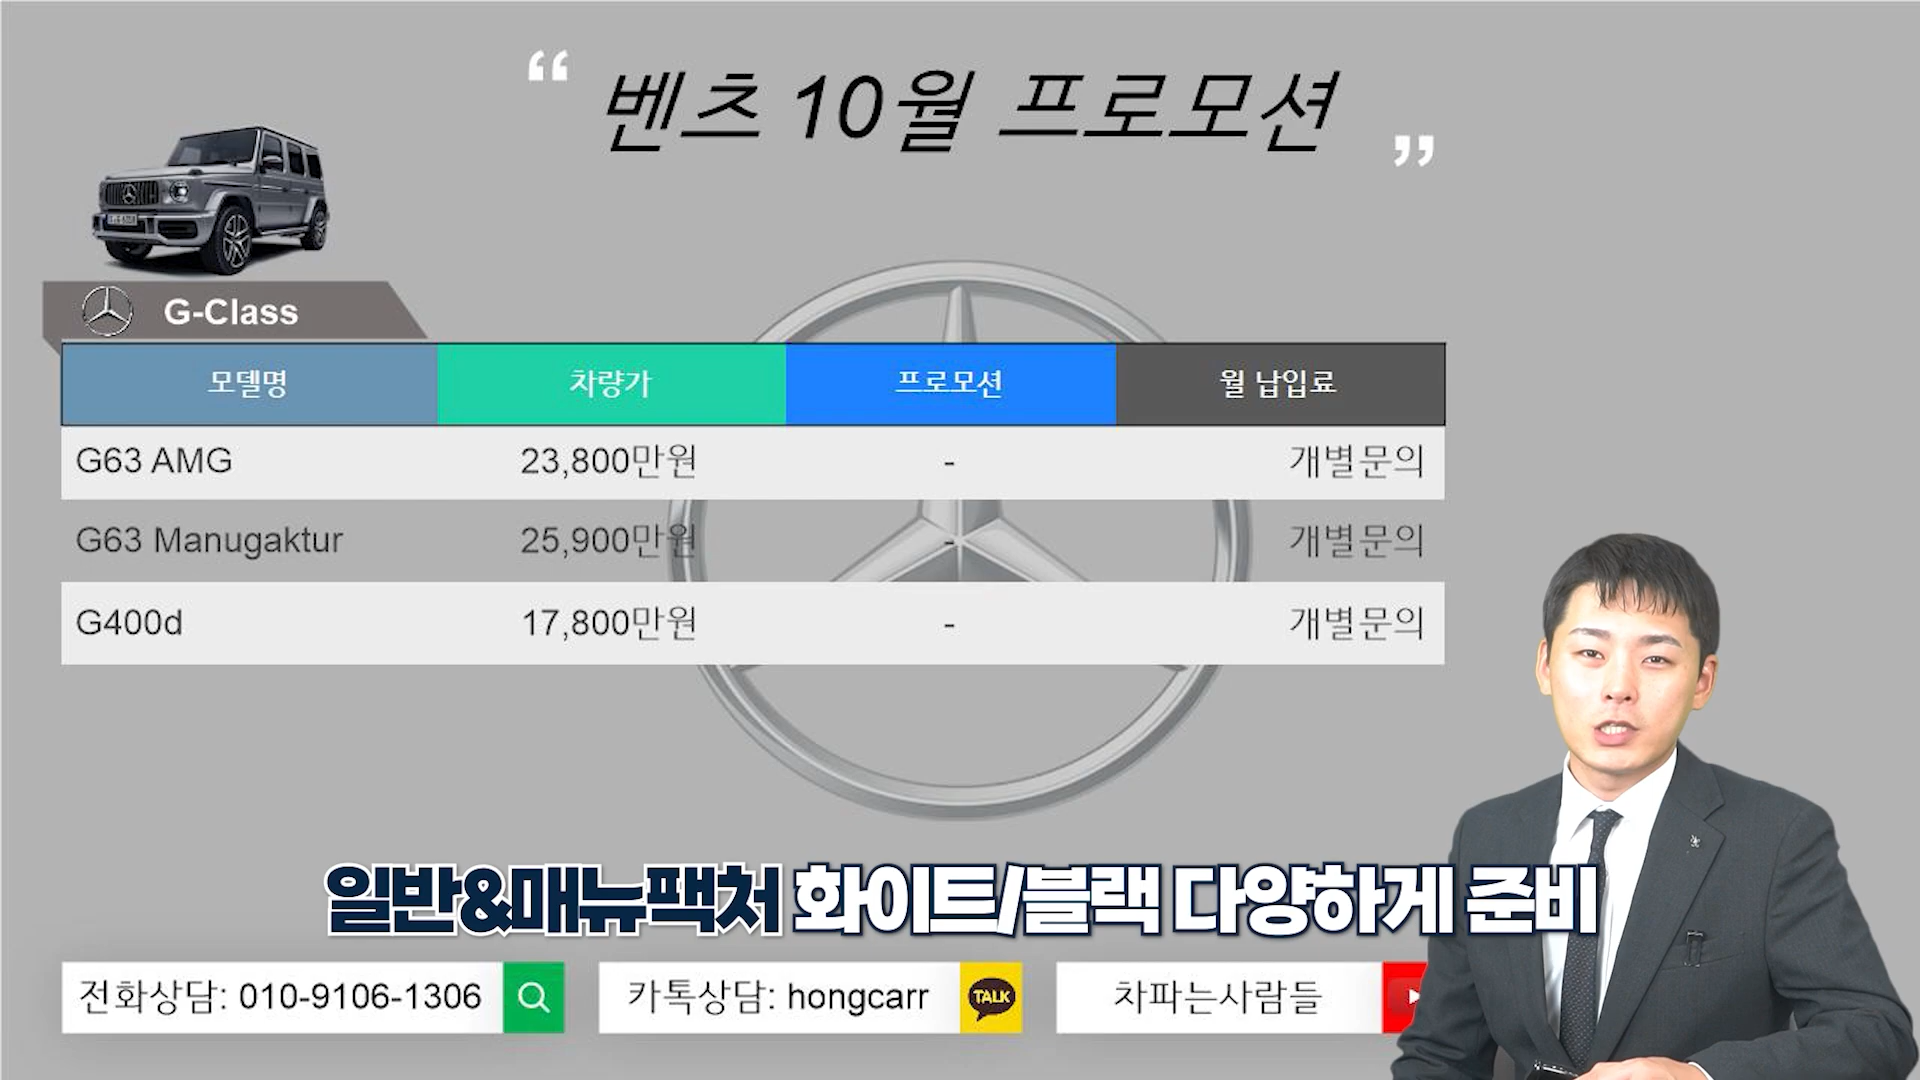 “ 벤츠 10월 프로모션 ”
G-Class
모델명 차량가 프로모션 월 납입료
G63 AMG 23,800만원 - 개별문의
G63 Manugaktur 25,900만원 - 개별문의
G400d 17,800만원 - 개별문의
일반&매뉴팩처 화이트/블랙 다양하게 준비
전화상담: 010-9106-1306
카톡상담: hongcarr
TALK
차파는사람들